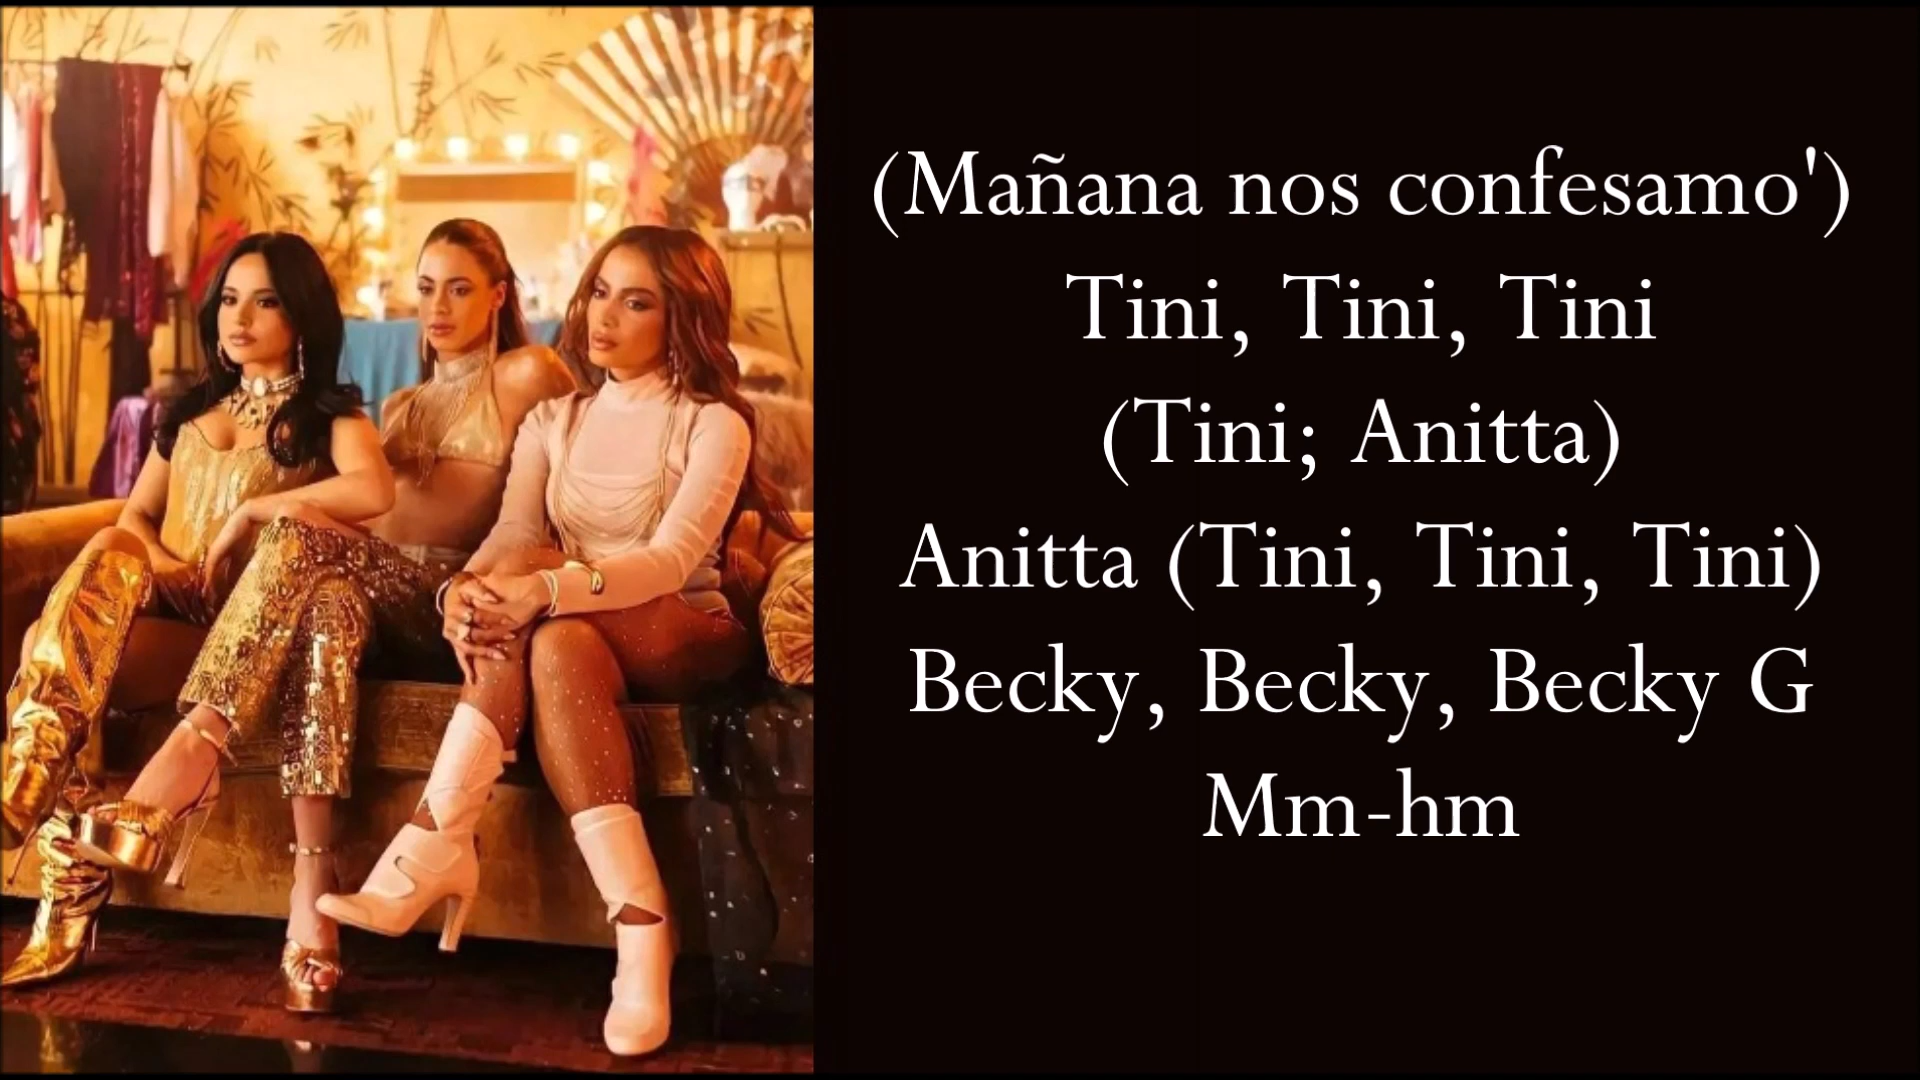 (Mañana nos confesamo')
Tini, Tini, Tini
(Tini; Anitta)
Anitta (Tini, Tini, Tini)
Becky, Becky, Becky G
Mm-hm